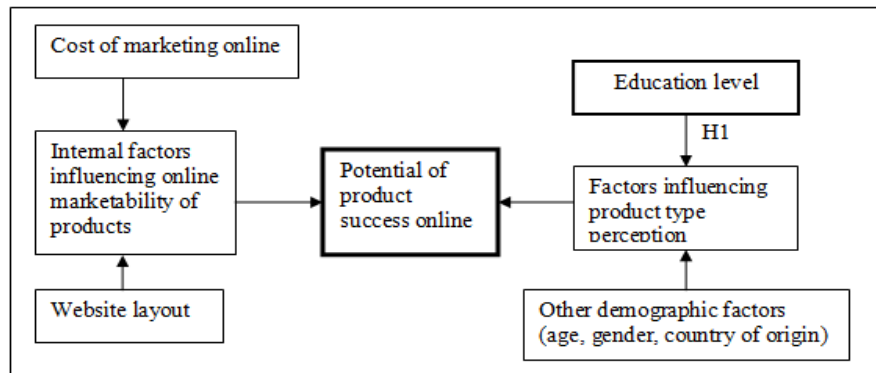 Cost of marketing online
Education level
H1
Internal factors
influencing online
marketability of
products
Potential of
product
success online
Factors influencing
product type
perception
Website layout
Other demographic factors
(age, gender, country of origin)